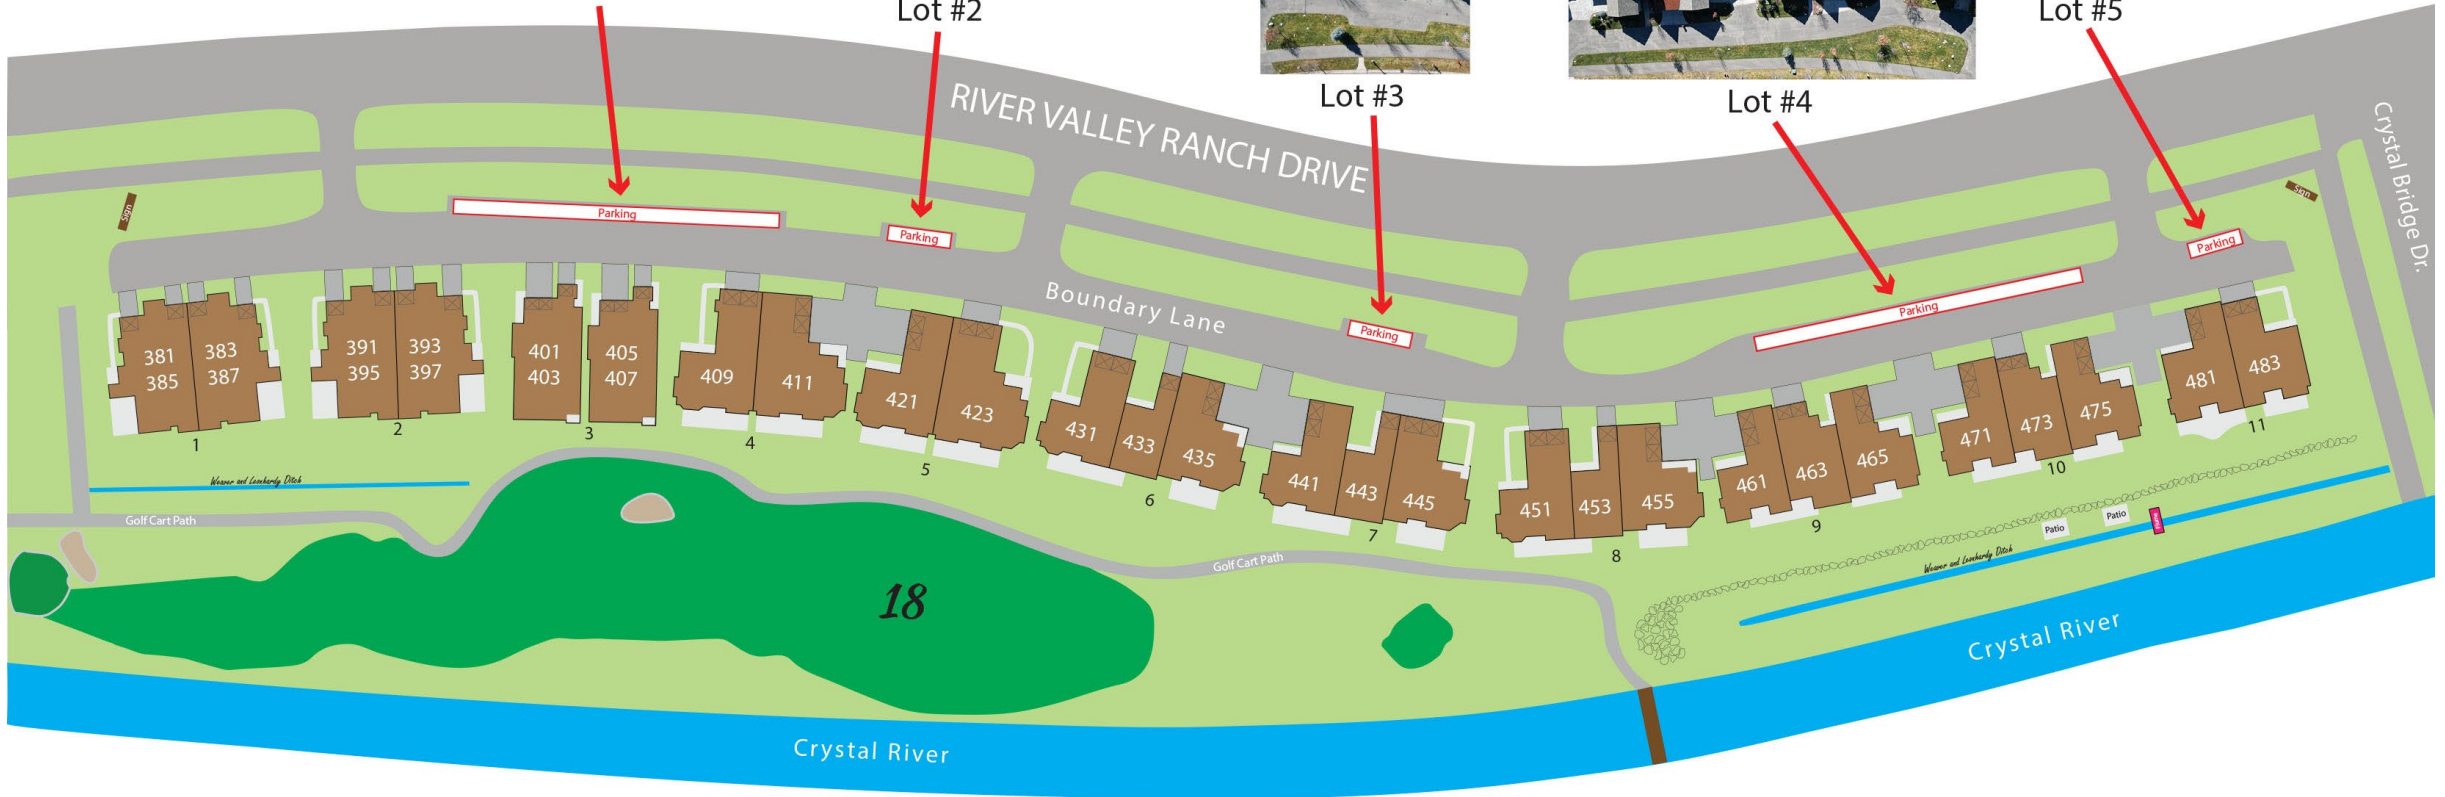 Lot #2
Lot #5
Lot #3
Lot #4
RIVER VALLEY RANCH DRIVE
Crystal Bridge Dr.
Sign
Sign
Parking
Parking
Parking
Parking
Parking
Boundary Lane
381
385
383
387
1
391
395
393
397
2
401
403
405
407
3
409
411
4
421
423
5
431
433
435
6
441
443
445
7
451
453
455
8
461
463
465
9
471
473
475
10
481
483
11
Weaver and Leonhardy Ditch
Golf Cart Path
Golf Cart Path
18
Patio
Patio
Weaver and Leonhardy Ditch
Crystal River
Crystal River